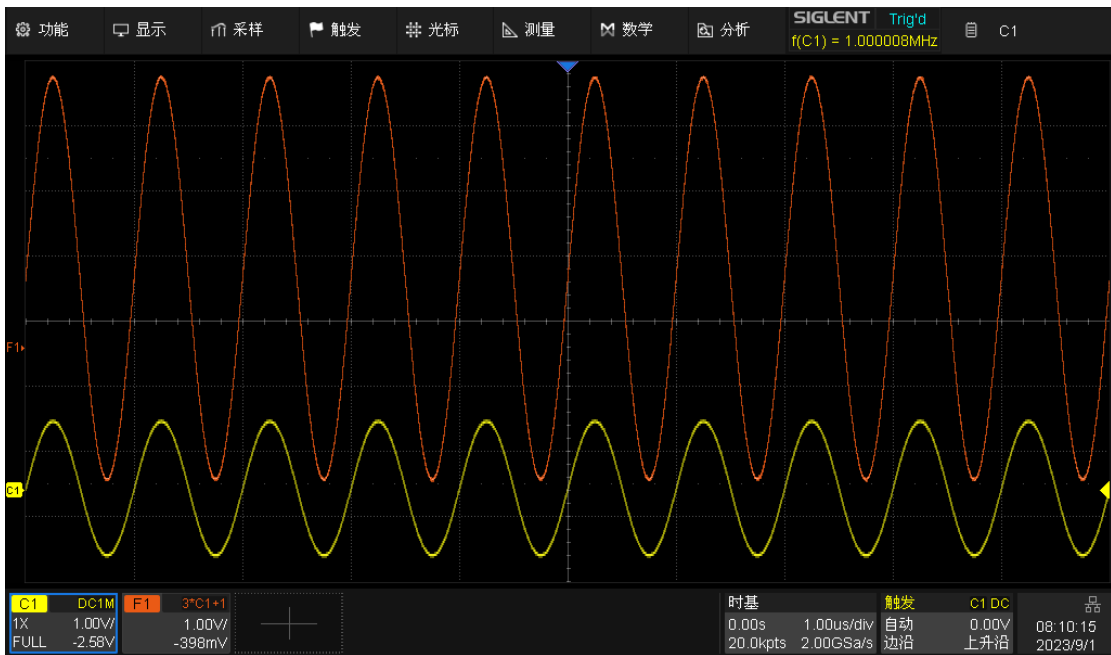 功能 显示 采样 触发 光标 测量 数学 分析 SIGLENT Trig'd C1
f(C1) = 1.000008MHz
F1
C1
C1 DC1M F1 3*C1+1 时基 触发 C1 DC
1X 1.00V/ 1.00V/ 0.00s 1.00us/div 自动 0.00V 08:10:15
FULL -2.58V -398mV 20.0kpts 2.00GSa/s 边沿 上升沿 2023/9/1